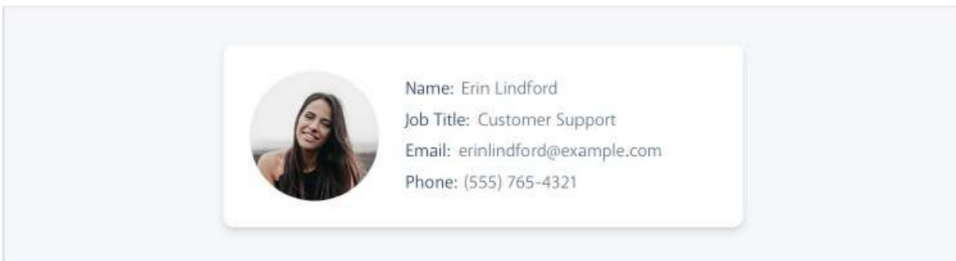 Name: Erin Lindford
Job Title: Customer Support
Email: erinlindford@example.com
Phone: (555) 765-4321